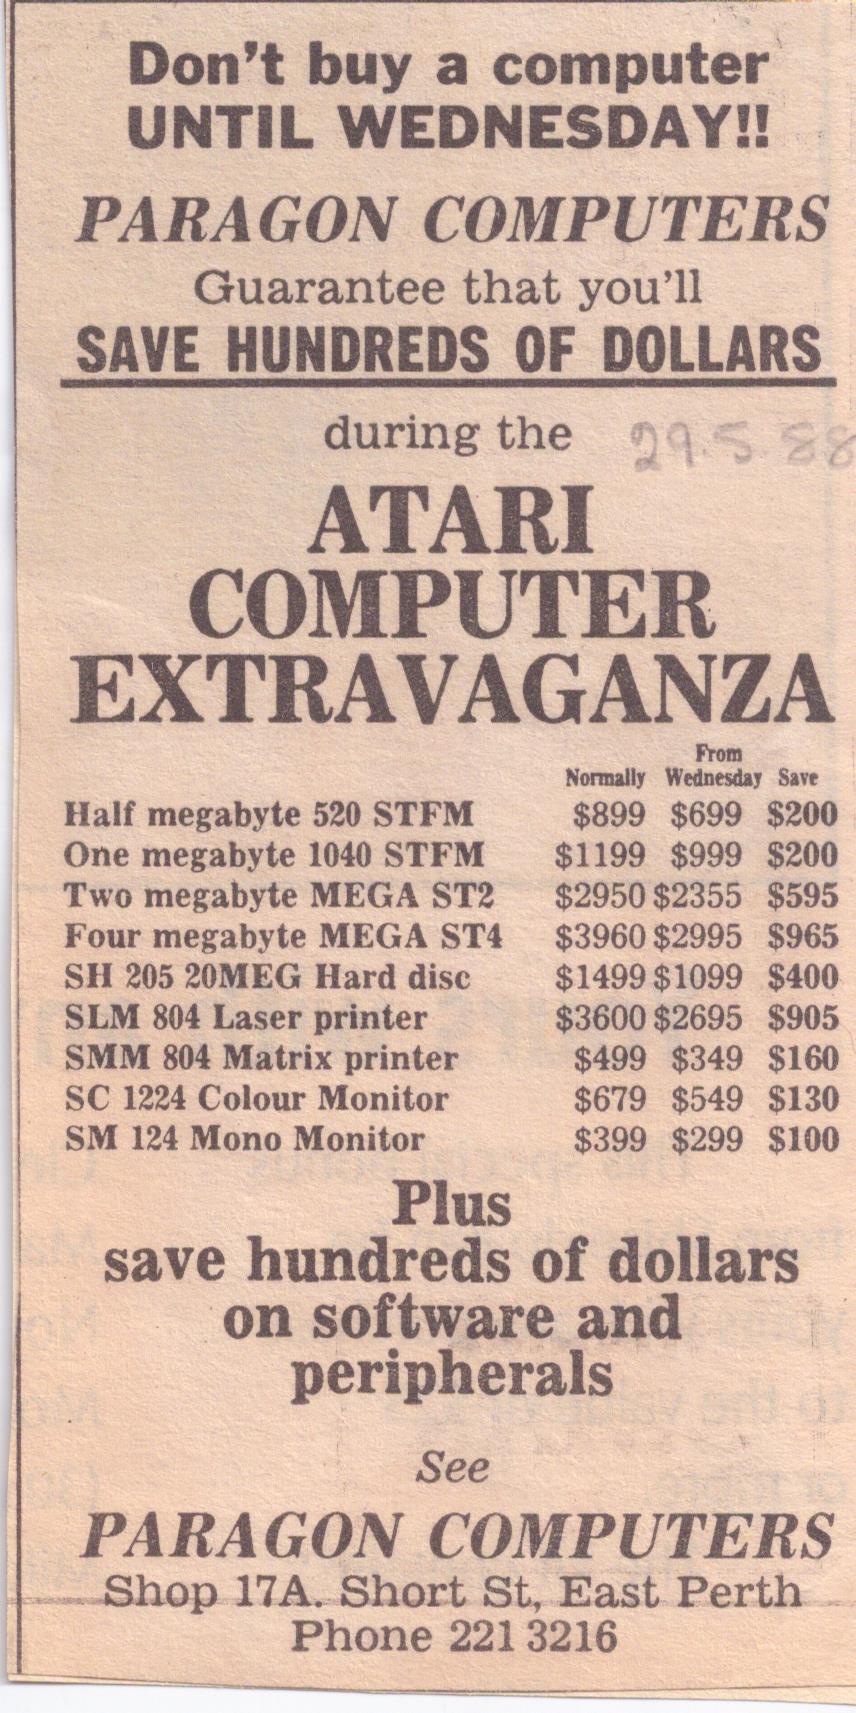 Don't buy a computer
UNTIL WEDNESDAY!!
PARAGON COMPUTERS
Guarantee that you'll
SAVE HUNDREDS OF DOLLARS
during the 29.5 88
ATARI
COMPUTER
EXTRAVAGANZA
From
Normally Wednesday Save
Half megabyte 520 STFM $899 $699 $200
One megabyte 1040 STFM $1199 $999 $200
Two megabyte MEGA ST2 $2950 $2355 $595
Four megabyte MEGA ST4 $3960 $2995 $965
SH 205 20MEG Hard disc $1499 $1099 $400
SLM 804 Laser printer $3600 $2695 $905
SMM 804 Matrix printer $499 $349 $160
SC 1224 Colour Monitor $679 $549 $130
SM 124 Mono Monitor $399 $299 $100
Plus
save hundreds of dollars
on software and
peripherals
See
PARAGON COMPUTERS
Shop 17A. Short St, East Perth
Phone 221 3216